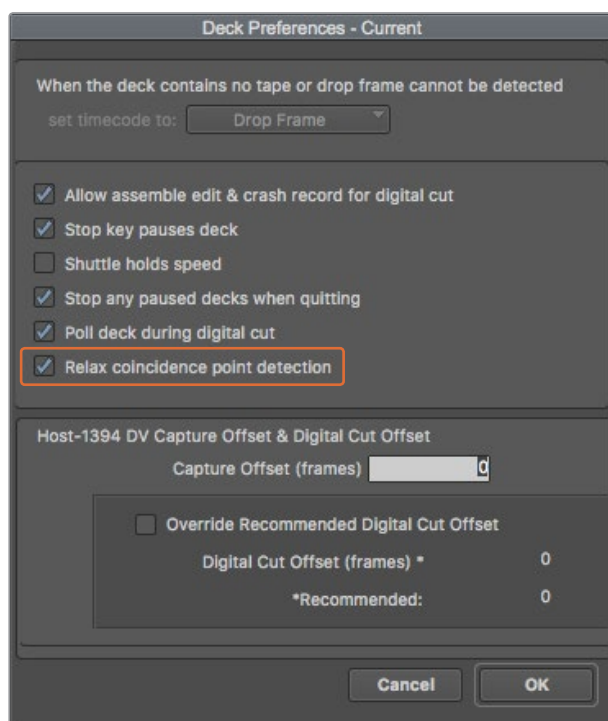 Deck Preferences - Current
When the deck contains no tape or drop frame cannot be detected
set timecode to: Drop Frame
Allow assemble edit & crash record for digital cut
Stop key pauses deck
Shuttle holds speed
Stop any paused decks when quitting
Poll deck during digital cut
Relax coincidence point detection
Host-1394 DV Capture Offset & Digital Cut Offset
Capture Offset (frames) 0
Override Recommended Digital Cut Offset
Digital Cut Offset (frames) * 0
*Recommended: 0
Cancel OK